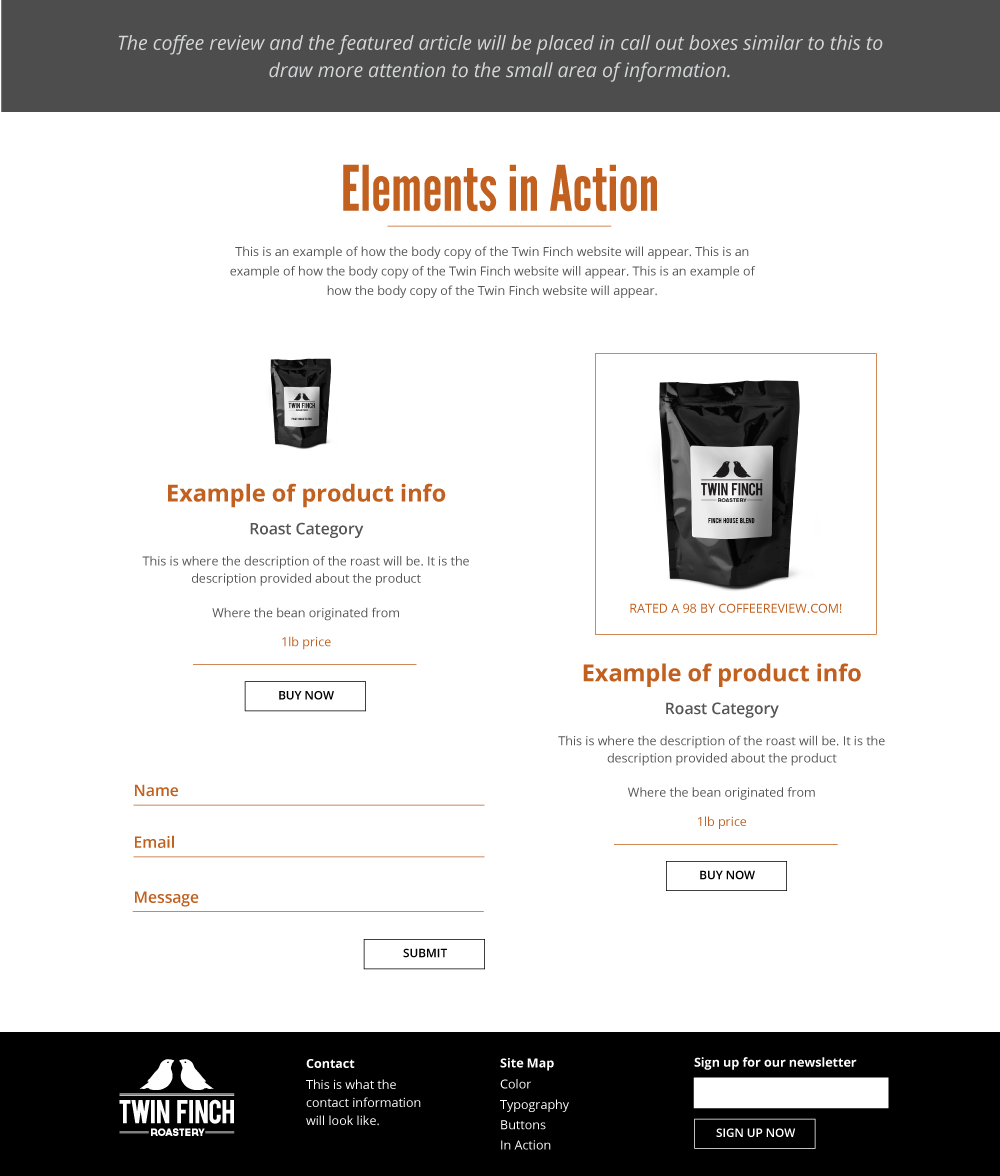 The coffee review and the featured article will be placed in call out boxes similar to this to
draw more attention to the small area of information.
Elements in Action
This is an example of how the body copy of the Twin Finch website will appear. This is an
example of how the body copy of the Twin Finch website will appear. This is an example of
how the body copy of the Twin Finch website will appear.
TWIN FINCH
ROASTERY
Example of product info
Roast Category
This is where the description of the roast will be. It is the
description provided about the product
Where the bean originated from
1lb price
BUY NOW
TWIN FINCH
ROASTERY
FINCH HOUSE BLEND
RATED A 98 BY COFFEEREVIEW.COM!
Example of product info
Roast Category
This is where the description of the roast will be. It is the
description provided about the product
Where the bean originated from
1lb price
BUY NOW
Name
Email
Message
SUBMIT
TWIN FINCH
ROASTERY
Contact
This is what the
contact information
will look like.
Site Map
Color
Typography
Buttons
In Action
Sign up for our newsletter
SIGN UP NOW